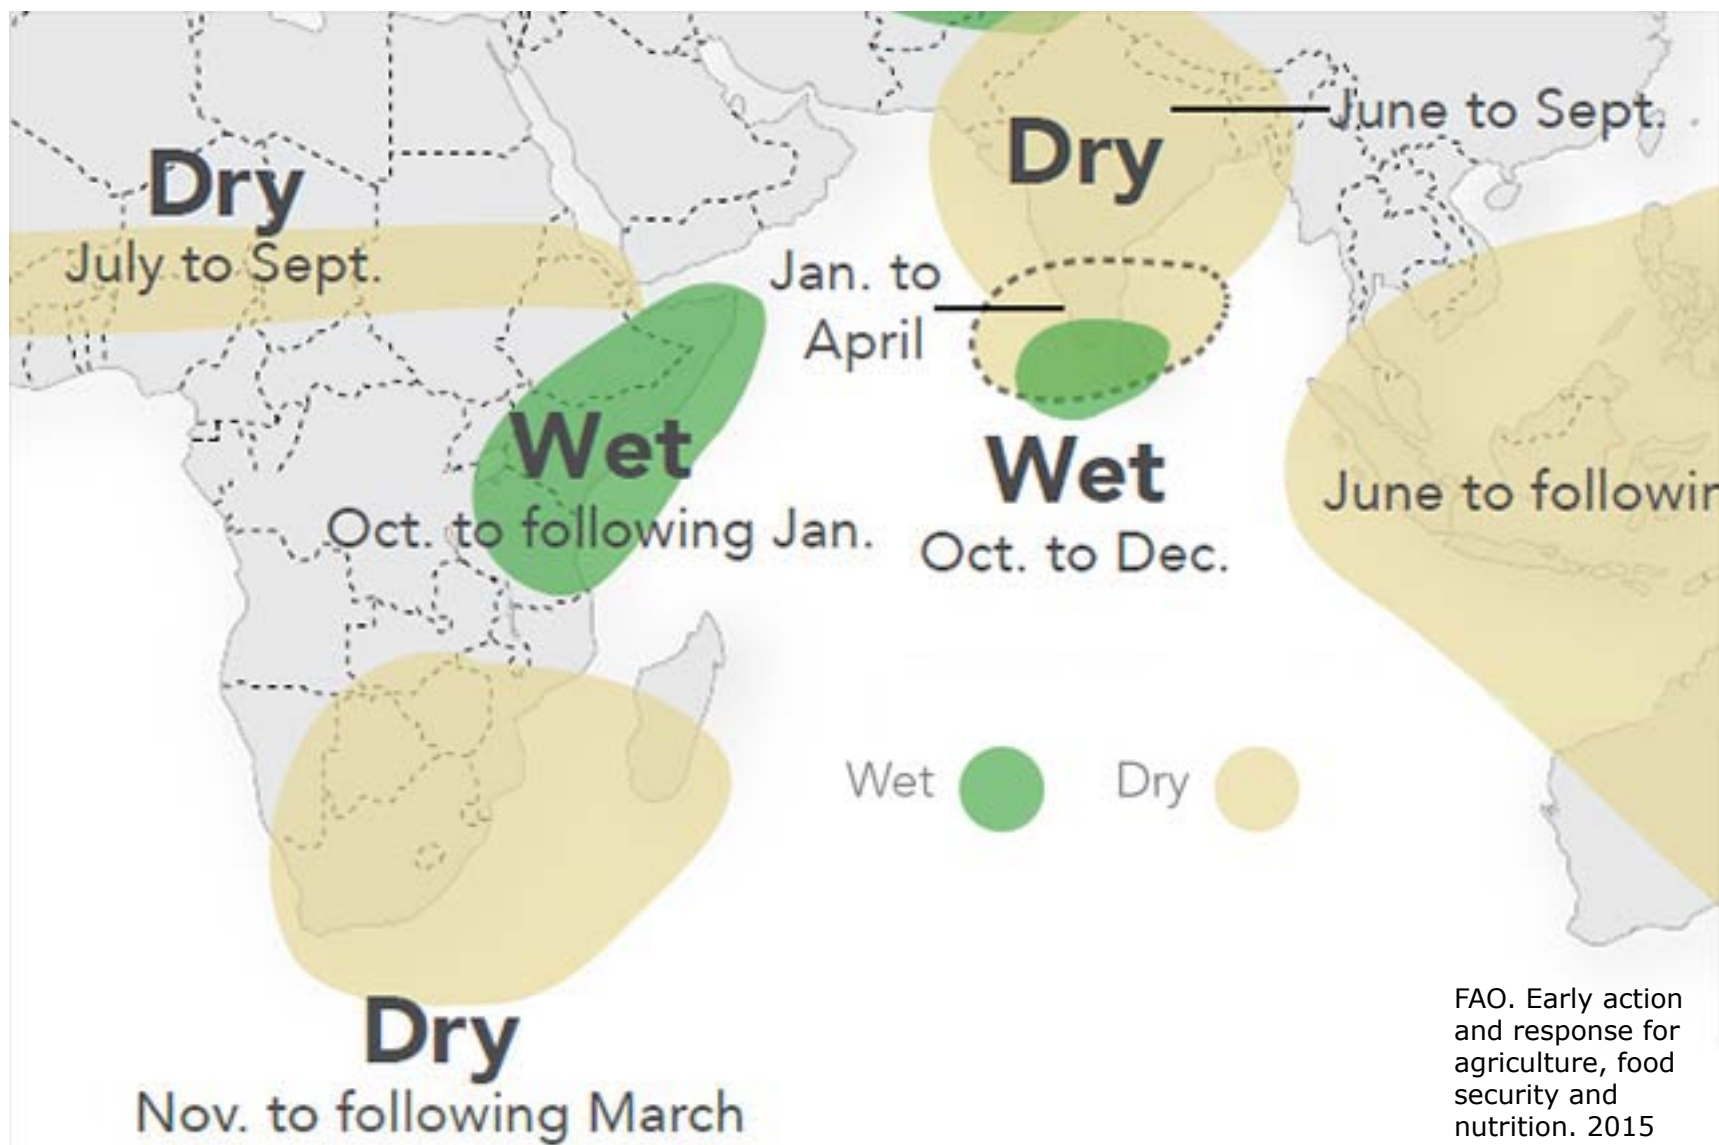 June to Sept.
Dry
Dry
July to Sept.
Jan. to
April
Wet
Wet
June to followin
Oct. to following Jan.
Oct. to Dec.
Wet
Dry
FAO. Early action
and response for
agriculture, food
security and
nutrition. 2015
Dry
Nov. to following March